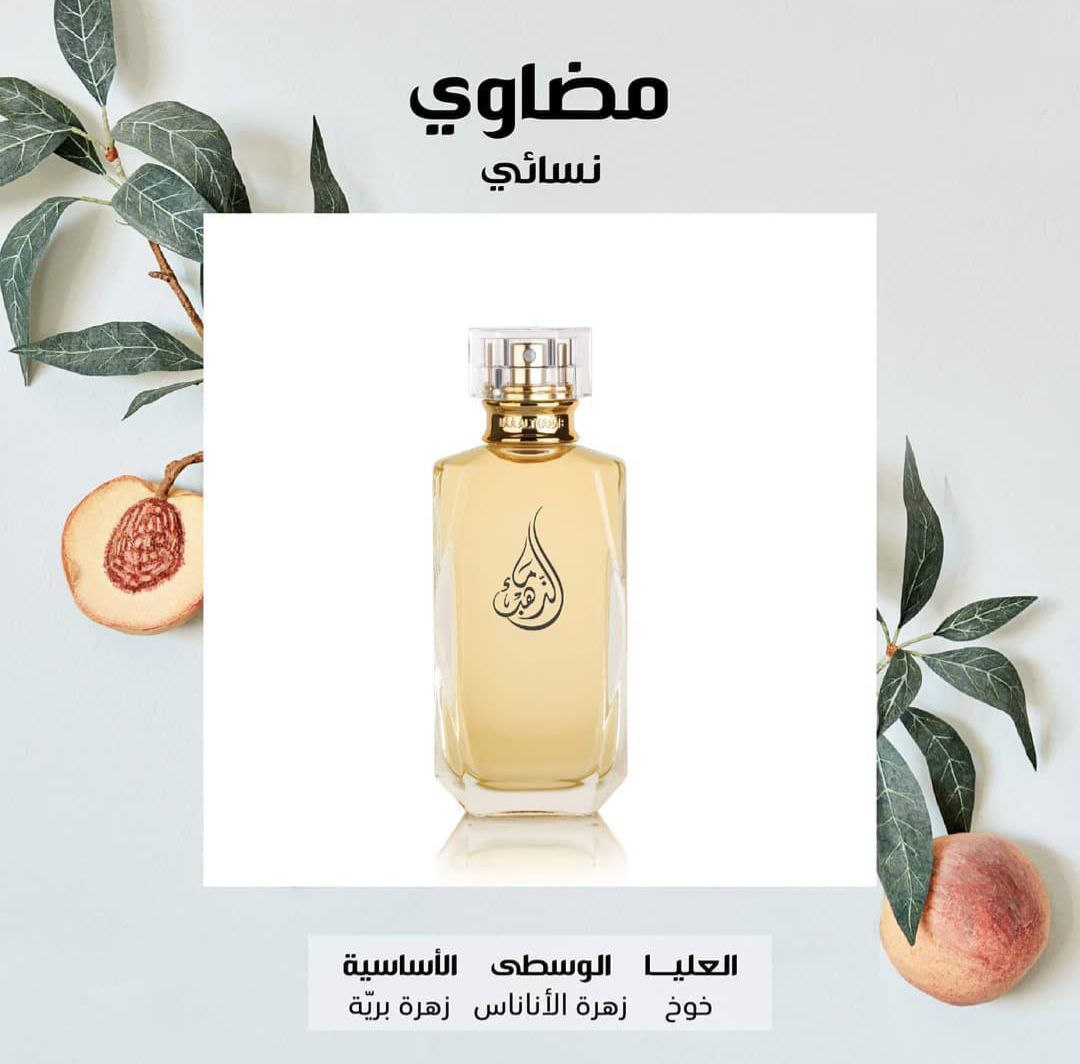 مضاوي
نسائي
ماء الذهب
العليـا الوسطى الأساسية
خوخ زهرة الأناناس زهرة بريّة